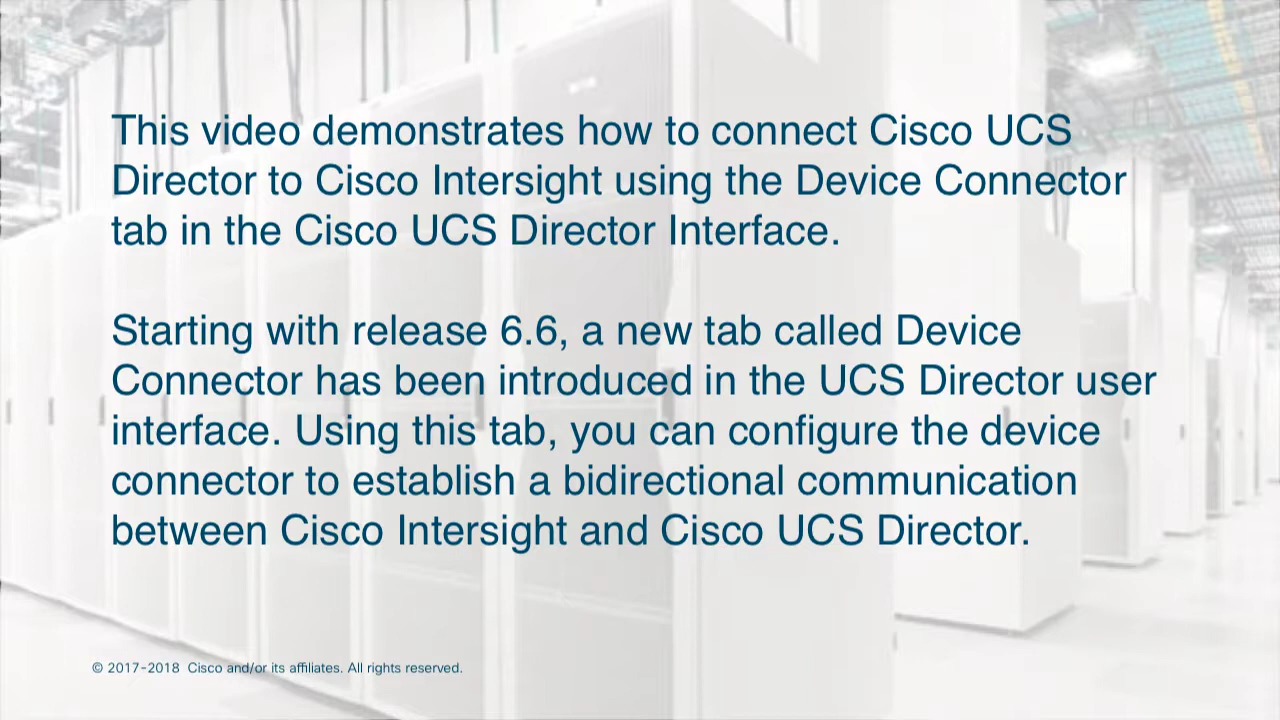 This video demonstrates how to connect Cisco UCS
Director to Cisco Intersight using the Device Connector
tab in the Cisco UCS Director Interface.
Starting with release 6.6, a new tab called Device
Connector has been introduced in the UCS Director user
interface. Using this tab, you can configure the device
connector to establish a bidirectional communication
between Cisco Intersight and Cisco UCS Director.
© 2017-2018 Cisco and/or its affiliates. All rights reserved.